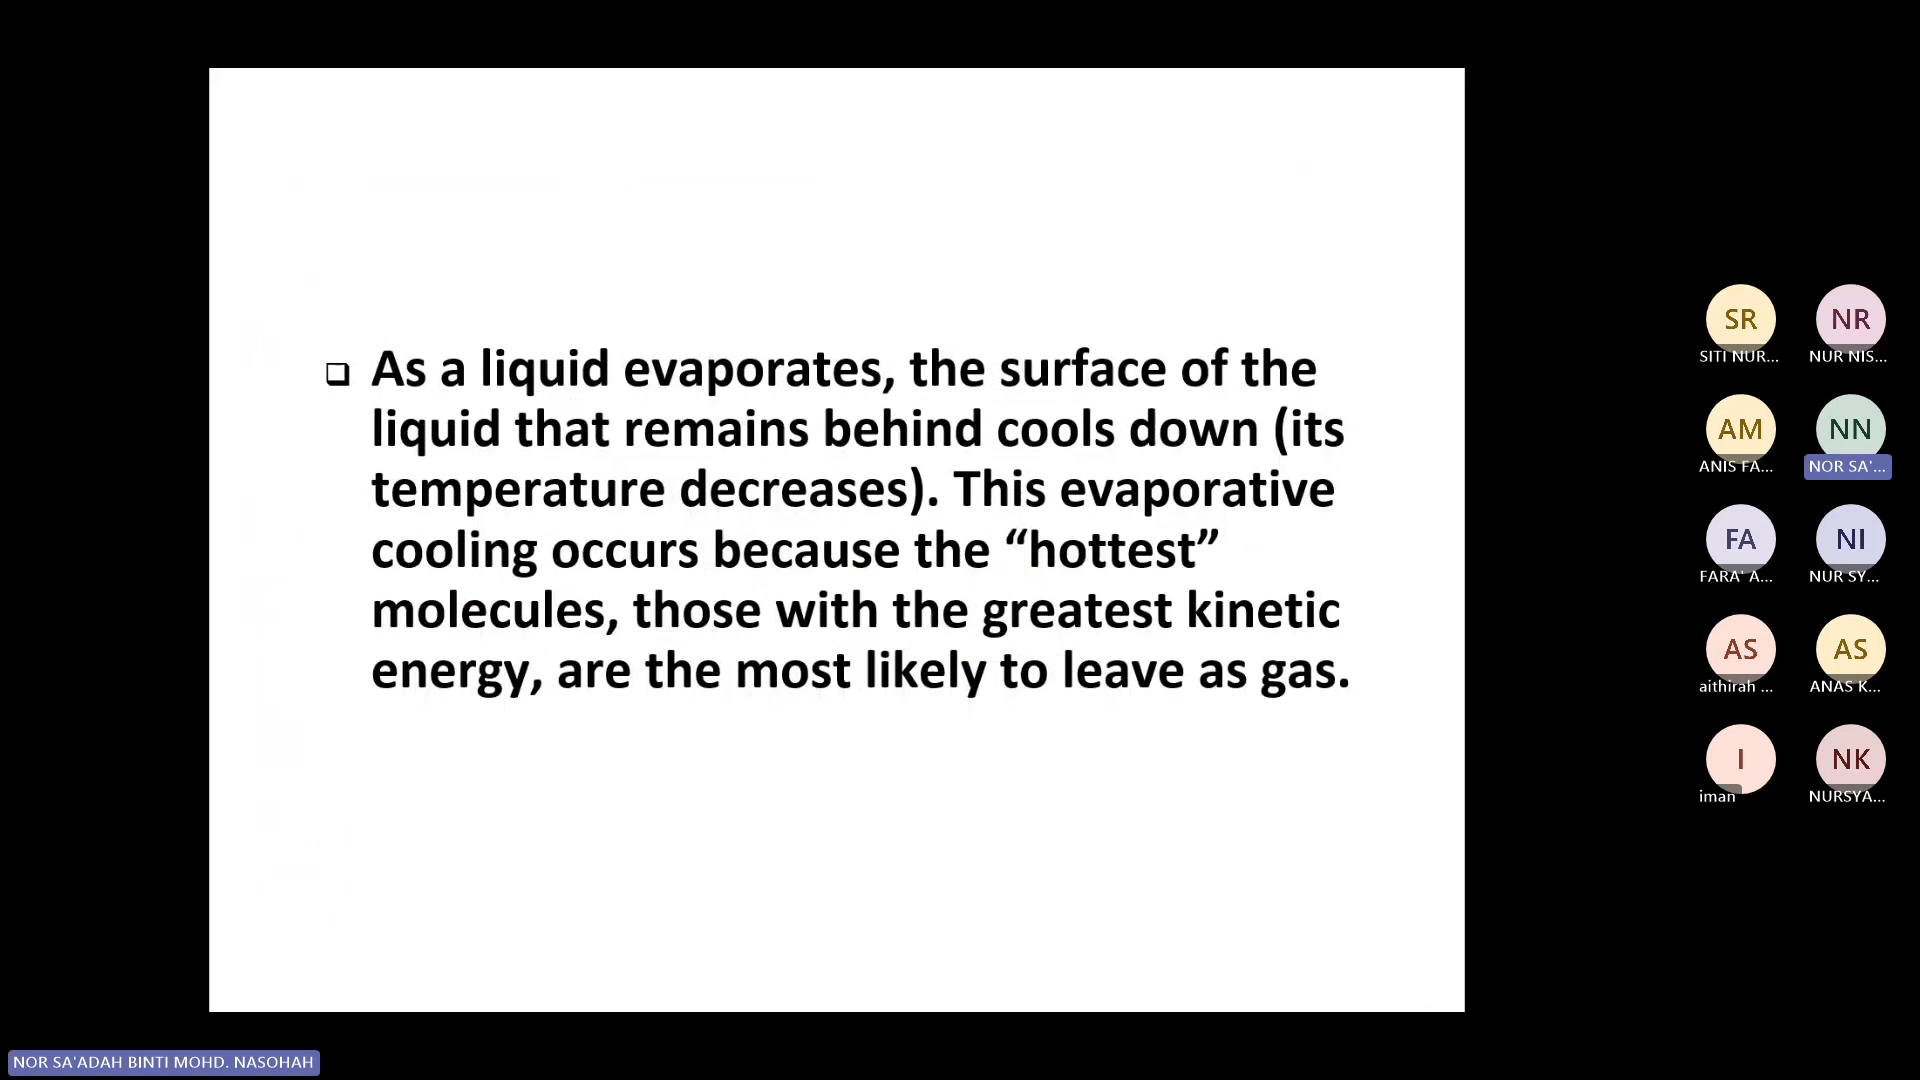 As a liquid evaporates, the surface of the
liquid that remains behind cools down (its
temperature decreases). This evaporative
cooling occurs because the “hottest”
molecules, those with the greatest kinetic
energy, are the most likely to leave as gas.
SR
SITI NUR...
NR
NUR NIS...
AM
ANIS FA...
NN
NOR SA'...
FA
FARA' A...
NI
NUR SY...
AS
aithirah ...
AS
ANAS K...
I
iman
NK
NURSYA...
NOR SA'ADAH BINTI MOHD. NASOHAH